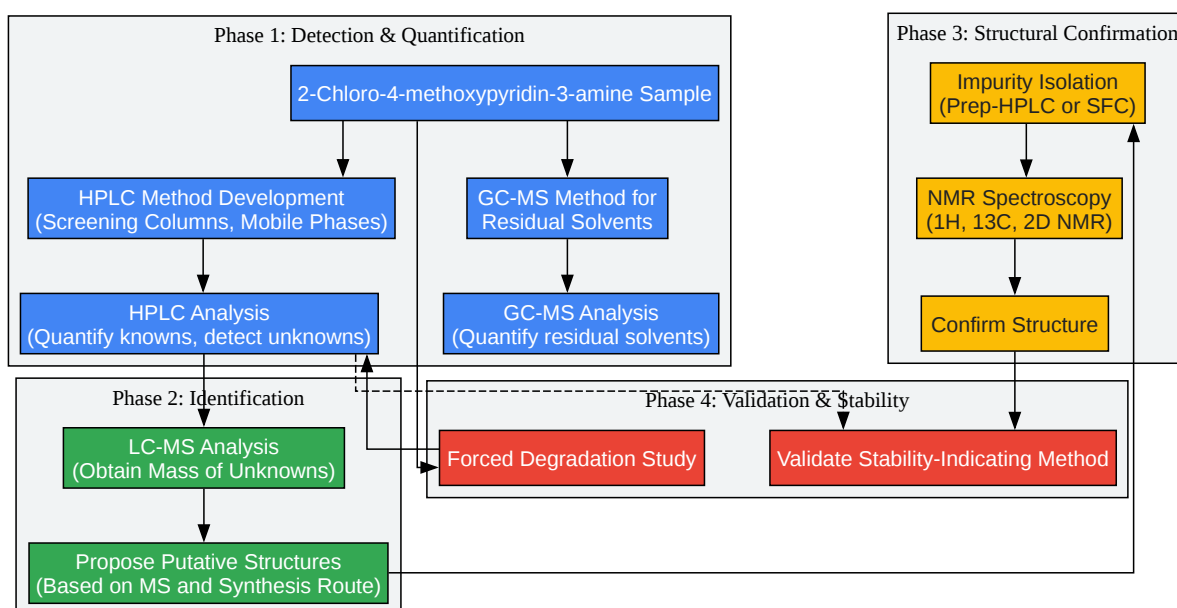 Phase 1: Detection & Quantification
2-Chloro-4-methoxypyridin-3-amine Sample
HPLC Method Development
(Screening Columns, Mobile Phases)
GC-MS Method for
Residual Solvents
HPLC Analysis
(Quantify knowns, detect unknowns)
GC-MS Analysis
(Quantify residual solvents)
Phase 2: Identification
LC-MS Analysis
(Obtain Mass of Unknowns)
Propose Putative Structures
(Based on MS and Synthesis Route)
Phase 3: Structural Confirmation
Impurity Isolation
(Prep-HPLC or SFC)
NMR Spectroscopy
(1H, 13C, 2D NMR)
Confirm Structure
Phase 4: Validation & Stability
Forced Degradation Study
Validate Stability-Indicating Method